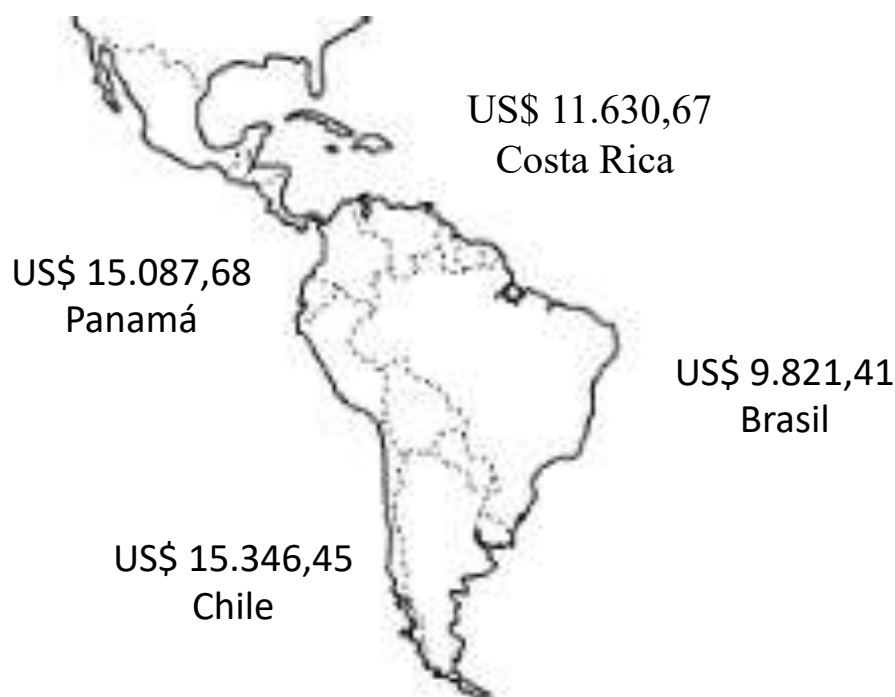 US$ 11.630,67
Costa Rica
US$ 15.087,68
Panamá
US$ 9.821,41
Brasil
US$ 15.346,45
Chile